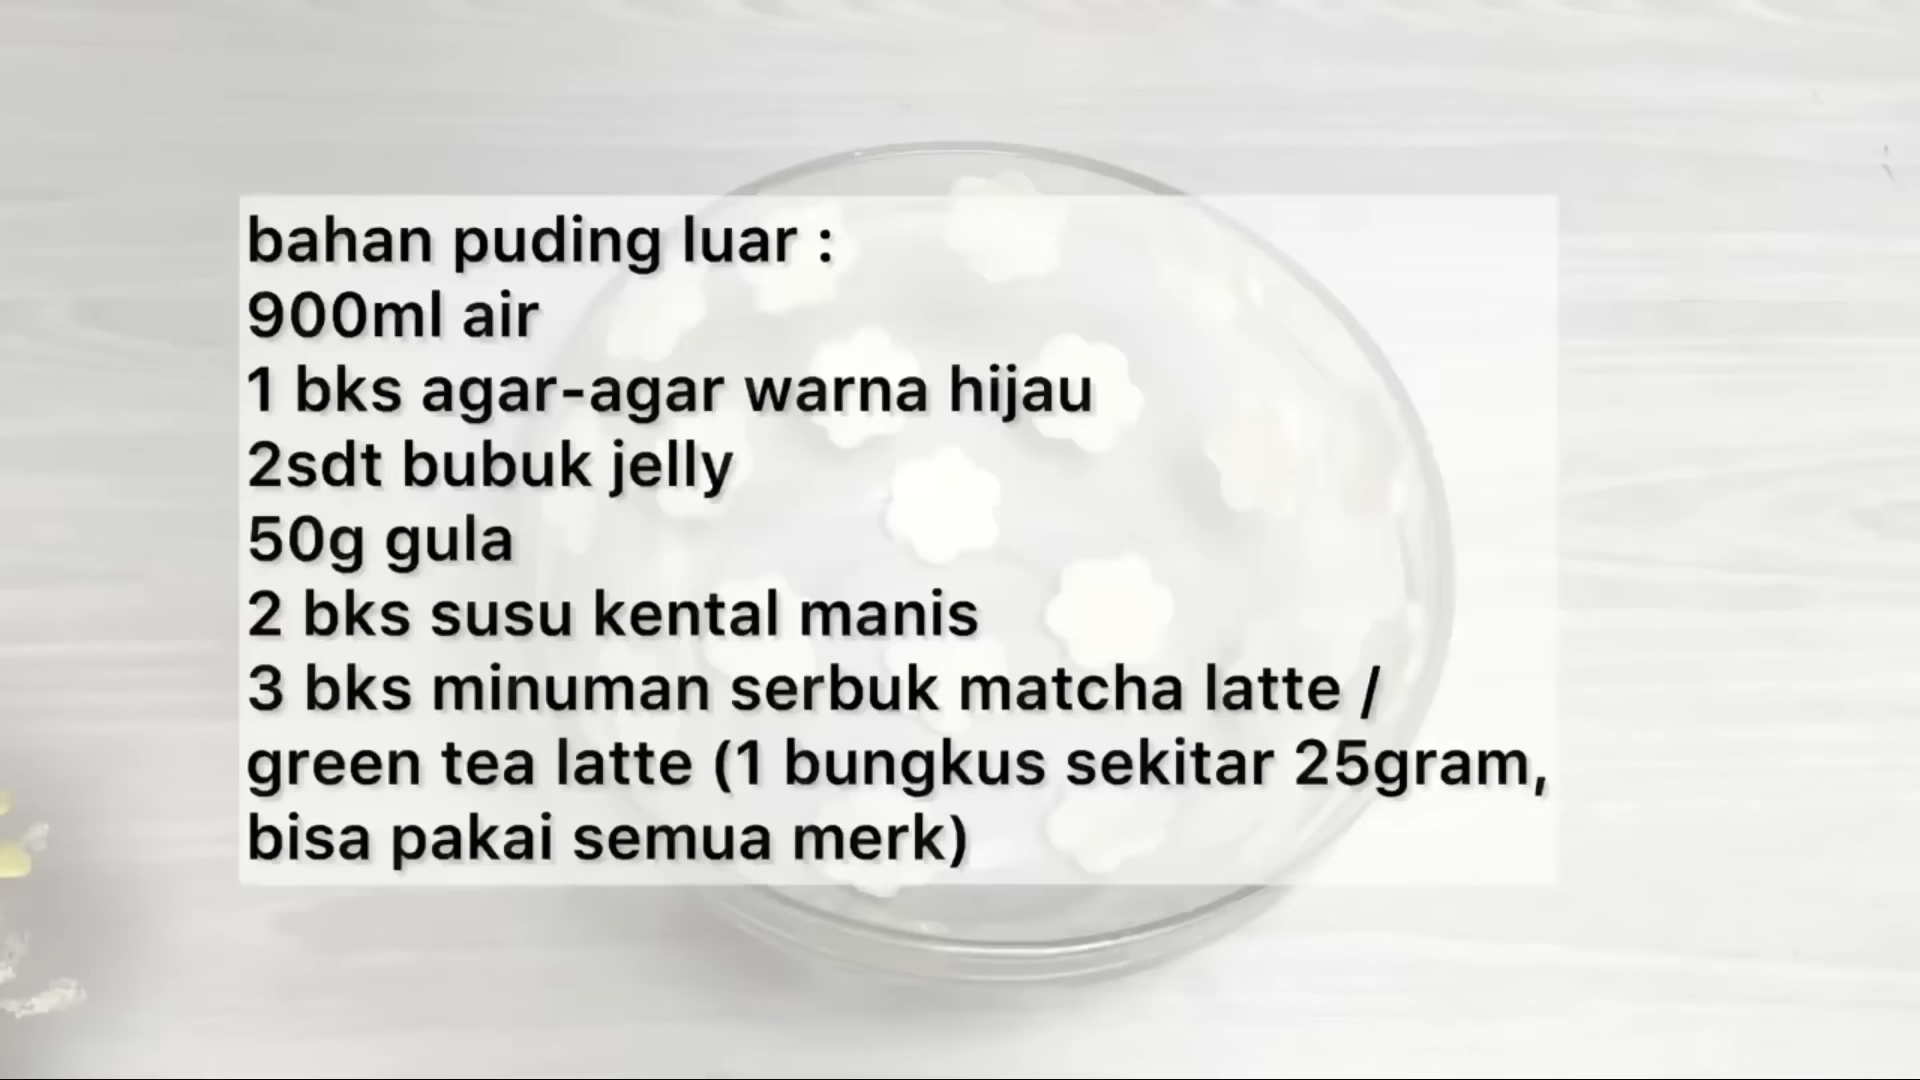 bahan puding luar :
900ml air
1 bks agar-agar warna hijau
2sdt bubuk jelly
50g gula
2 bks susu kental manis
3 bks minuman serbuk matcha latte /
green tea latte (1 bungkus sekitar 25gram,
bisa pakai semua merk)